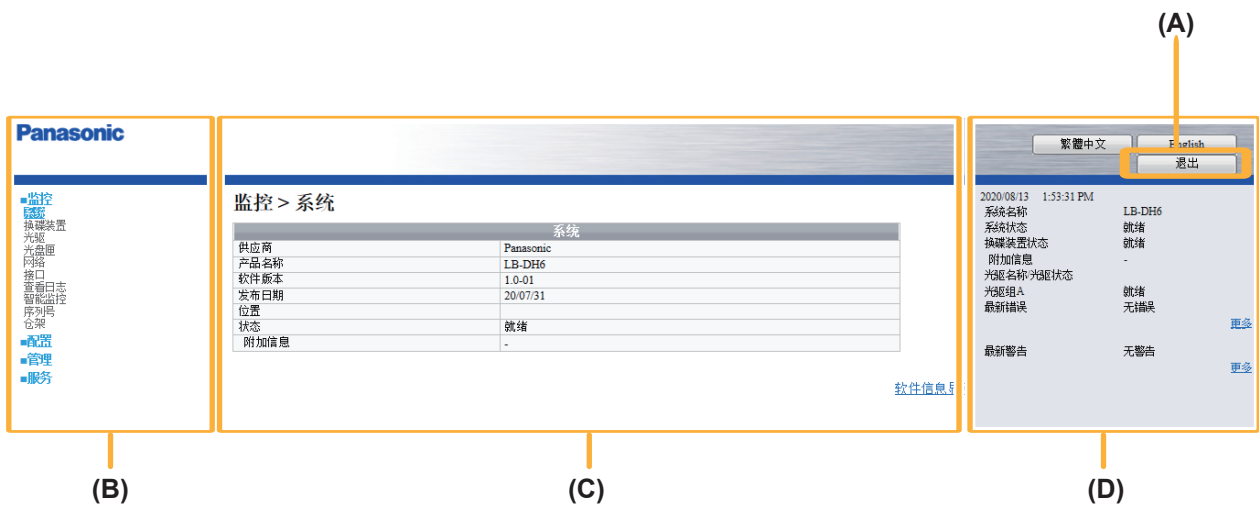 (A)
Panasonic
繁體中文 English
退出
■监控
系统
换碟装置
光驱
光盘匣
网络
接口
查看日志
智能监控
序列号
仓架
■配置
■管理
■服务
监控 > 系统
系统
供应商 Panasonic
产品名称 LB-DH6
软件版本 1.0-01
发布日期 20/07/31
位置
状态 就绪
附加信息 -
软件信息
2020/08/13 1:53:31 PM
系统名称 LB-DH6
系统状态 就绪
换碟装置状态 就绪
附加信息 -
光驱名称/光驱状态
光驱组A 就绪
最新错误 无错误
更多
最新警告 无警告
更多
(B)
(C)
(D)